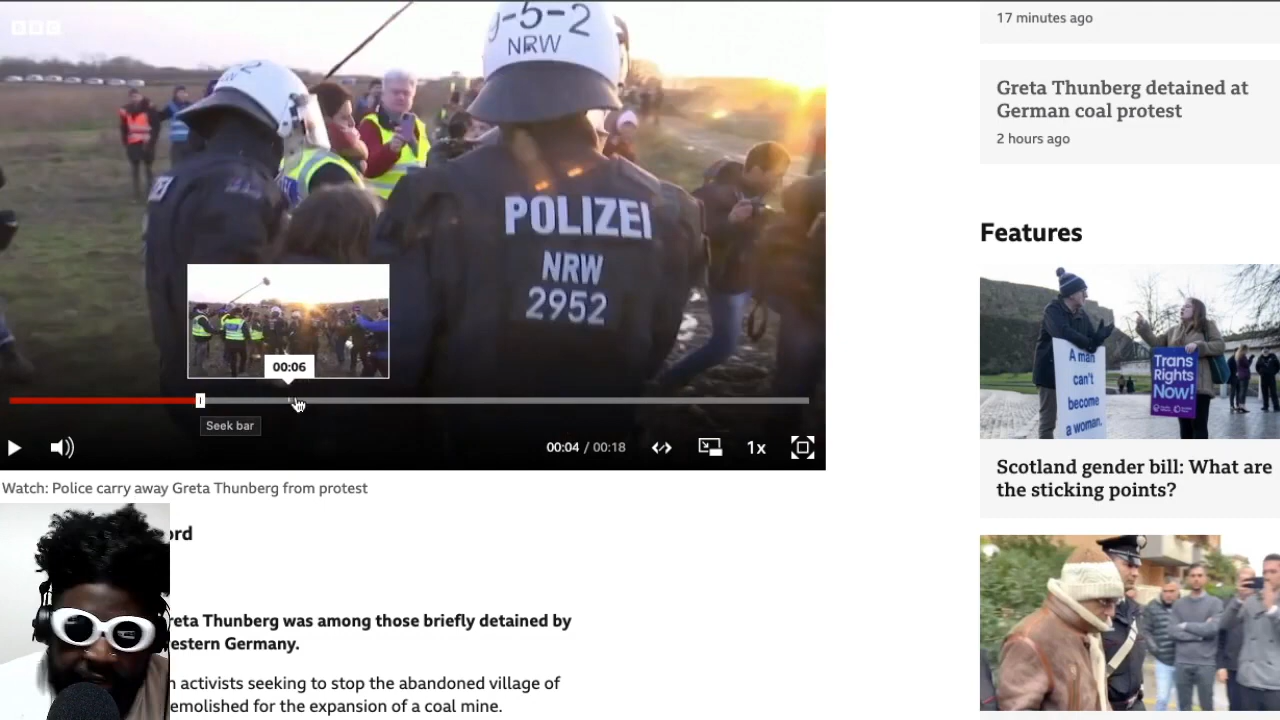 BBC
9-5-2
NRW
POLIZEI
NRW
2952
00:06
Seek bar
00:04 / 00:18
1x
Watch: Police carry away Greta Thunberg from protest
ord
reta Thunberg was among those briefly detained by
estern Germany.
n activists seeking to stop the abandoned village of
emolished for the expansion of a coal mine.
17 minutes ago
Greta Thunberg detained at
German coal protest
2 hours ago
Features
A man
can't
become
a woman.
Trans
Rights
Now!
Scotland gender bill: What are
the sticking points?